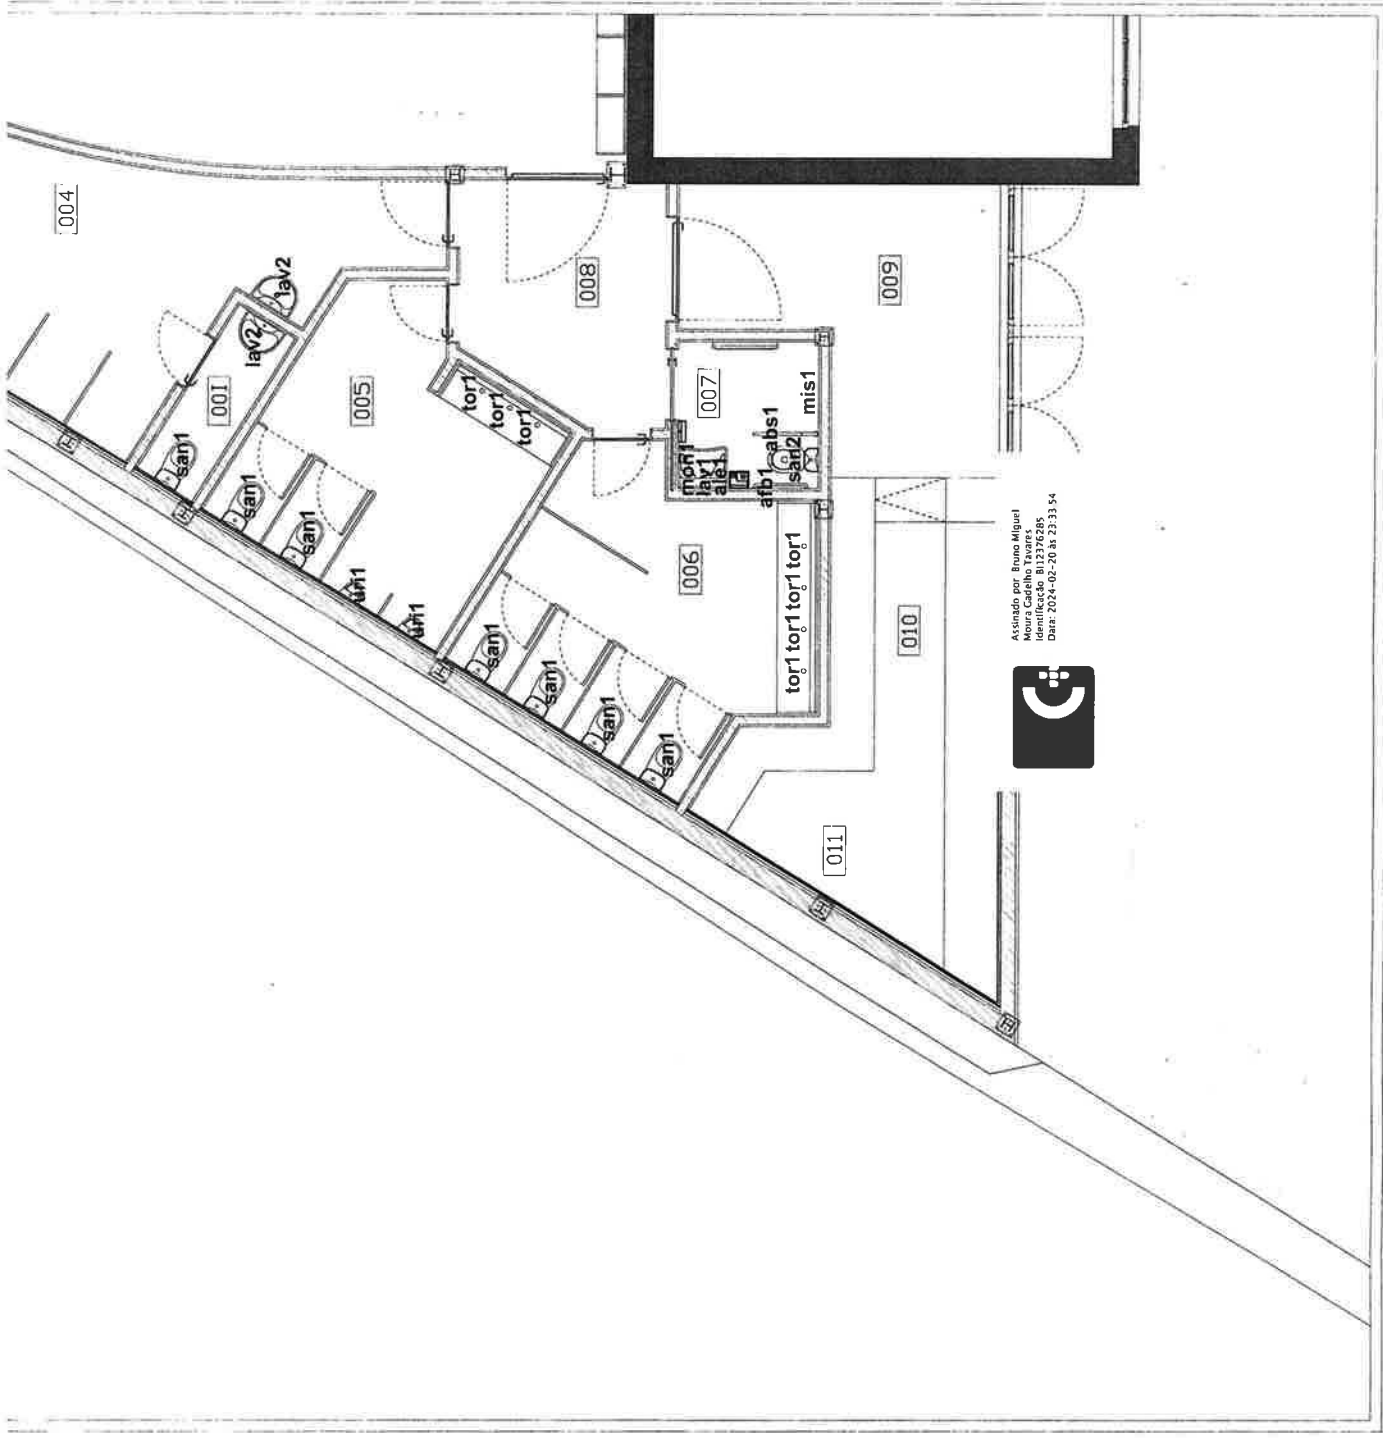 004
lav2
lav2
001
san1
005
san1
san1
uri1
uri1
tor1
tor1
tor1
008
009
007
mis1
mon1
lav1
ale1
afb1
abs1
san2
006
san1
san1
san1
san1
tor1
tor1
tor1
tor1
010
011
Assinado por: Bruno Miguel
Moura Gadelho Tavares
Identificação: BI12376285
Data: 2024-02-20 às 23:33:54